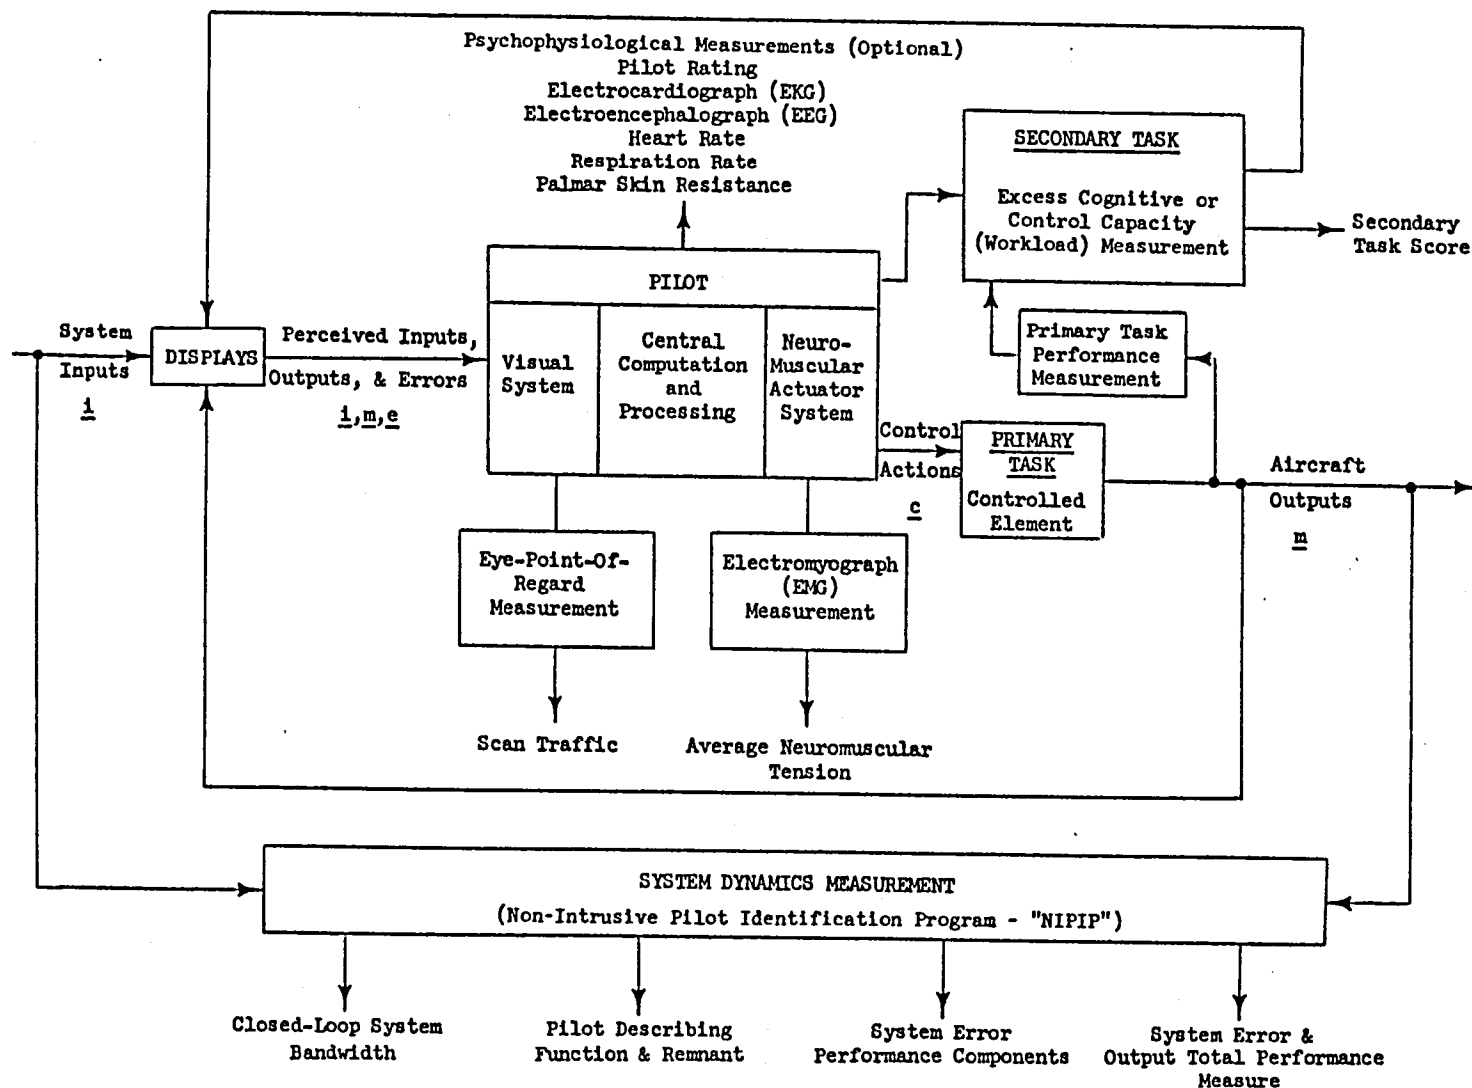 Psychophysiological Measurements (Optional)
Pilot Rating
Electrocardiograph (EKG)
Electroencephalograph (EEG)
Heart Rate
Respiration Rate
Palmar Skin Resistance
SECONDARY TASK
Excess Cognitive or
Control Capacity
(Workload) Measurement
Secondary
Task Score
PILOT
Visual
System
Central
Computation
and
Processing
Neuro-
Muscular
Actuator
System
System
Inputs
i
DISPLAYS
Perceived Inputs,
Outputs, & Errors
i,m,e
Primary Task
Performance
Measurement
Control
Actions
c
PRIMARY
TASK
Controlled
Element
Aircraft
Outputs
m
Eye-Point-Of-
Regard
Measurement
Electromyograph
(EMG)
Measurement
Scan Traffic
Average Neuromuscular
Tension
SYSTEM DYNAMICS MEASUREMENT
(Non-Intrusive Pilot Identification Program - "NIPIP")
Closed-Loop System
Bandwidth
Pilot Describing
Function & Remnant
System Error
Performance Components
System Error &
Output Total Performance
Measure